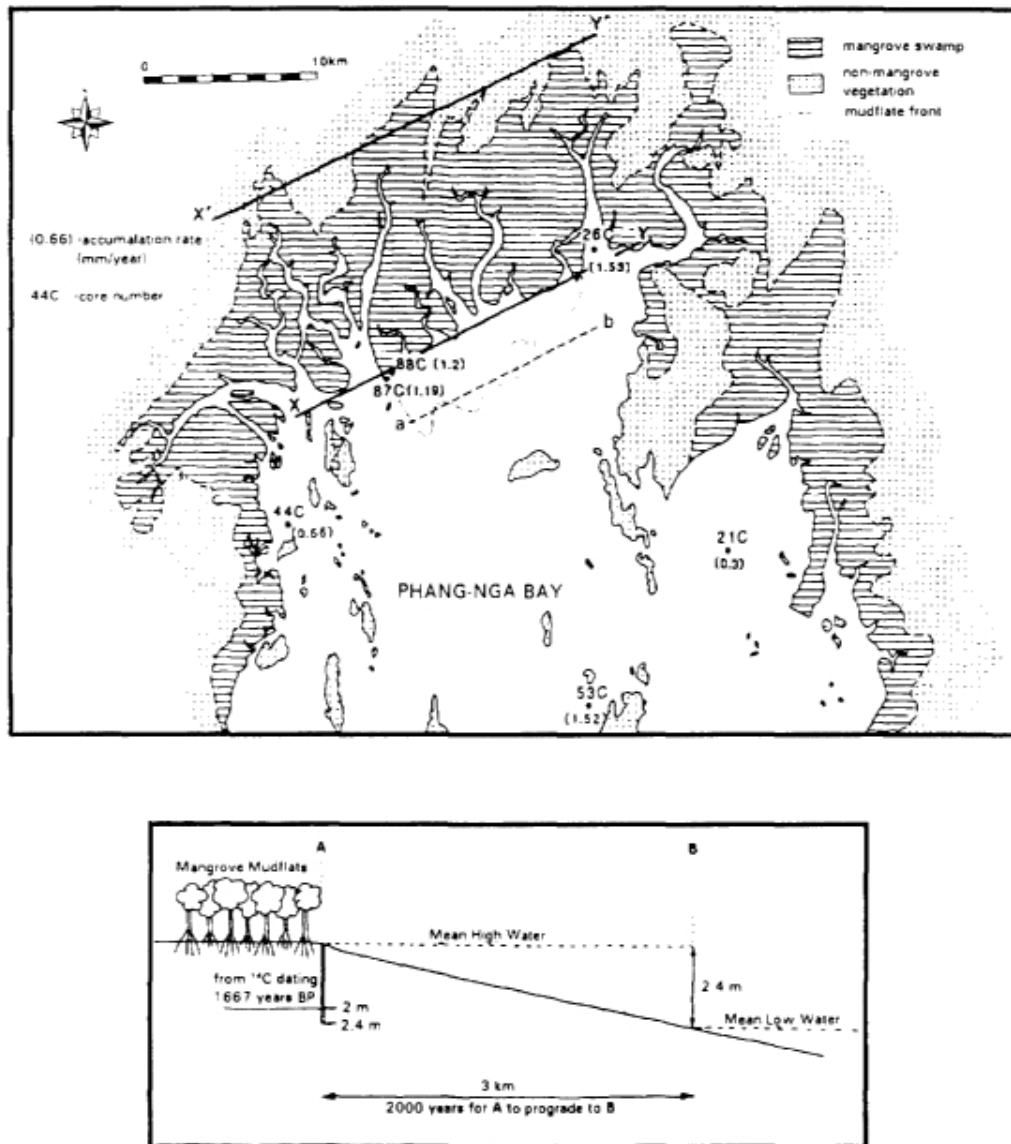 0
10km
Y'
mangrove swamp
non-mangrove
vegetation
mudflate front
X'
(0.66) -accumalation rate
(mm/year)
44C -core number
26C
Y
(1.53)
b
88C (1.2)
87C(1.19)
X
a
44C
(0.66)
21C
(0.3)
PHANG-NGA BAY
53C
(1.52)
A
B
Mangrove Mudflats
Mean High Water
from ¹⁴C dating
1667 years BP
2 m
2.4 m
2 4 m
Mean Low Water
3 km
2000 years for A to prograde to B